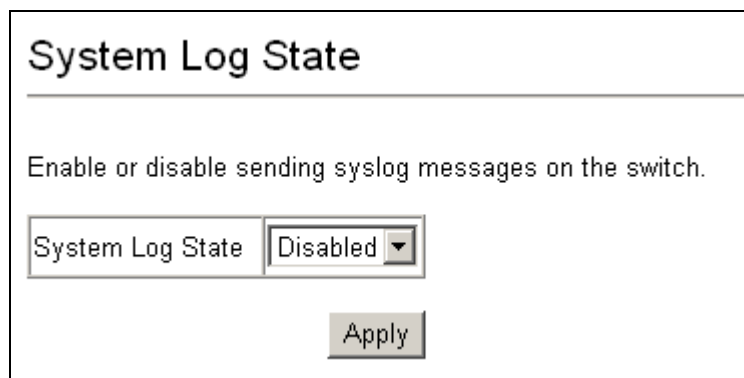 System Log State
Enable or disable sending syslog messages on the switch.
System Log State Disabled
Apply